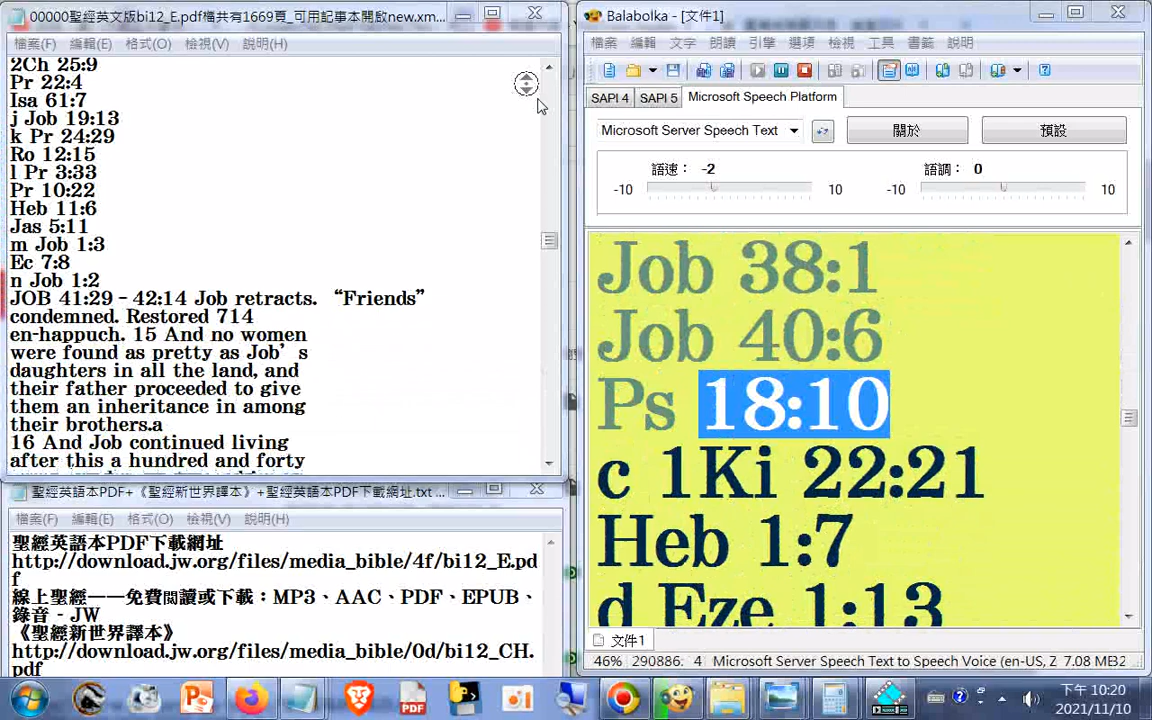 00000聖經英文版bi12_E.pdf檔共有1669頁_可用記事本開啟new.xm...
檔案(F) 編輯(E) 格式(O) 檢視(V) 說明(H)
2Ch 25:9
Pr 22:4
Isa 61:7
j Job 19:13
k Pr 24:29
Ro 12:15
l Pr 3:33
Pr 10:22
Heb 11:6
Jas 5:11
m Job 1:3
Ec 7:8
n Job 1:2
JOB 41:29–42:14 Job retracts. “Friends”
condemned. Restored 714
en-happuch. 15 And no women
were found as pretty as Job’s
daughters in all the land, and
their father proceeded to give
them an inheritance in among
their brothers.a
16 And Job continued living
after this a hundred and forty
聖經英語本PDF+《聖經新世界譯本》+聖經英語本PDF下載網址.txt ...
檔案(F) 編輯(E) 格式(O) 檢視(V) 說明(H)
聖經英語本PDF下載網址
http://download.jw.org/files/media_bible/4f/bi12_E.pd
f
線上聖經——免費閱讀或下載：MP3、AAC、PDF、EPUB、
錄音 - JW
《聖經新世界譯本》
http://download.jw.org/files/media_bible/0d/bi12_CH.
pdf
Balabolka - [文件1]
檔案 編輯 文字 朗讀 引擎 選項 檢視 工具 書籤 說明
SAPI 4 SAPI 5 Microsoft Speech Platform
Microsoft Server Speech Text 關於 預設
語速： -2 語調： 0
-10 10 -10 10
Job 38:1
Job 40:6
Ps 18:10
c 1Ki 22:21
Heb 1:7
d Eze 1:13
文件1
46% 290886: 4 Microsoft Server Speech Text to Speech Voice (en-US, Z 7.08 MB2
PDF
下午 10:20
2021/11/10